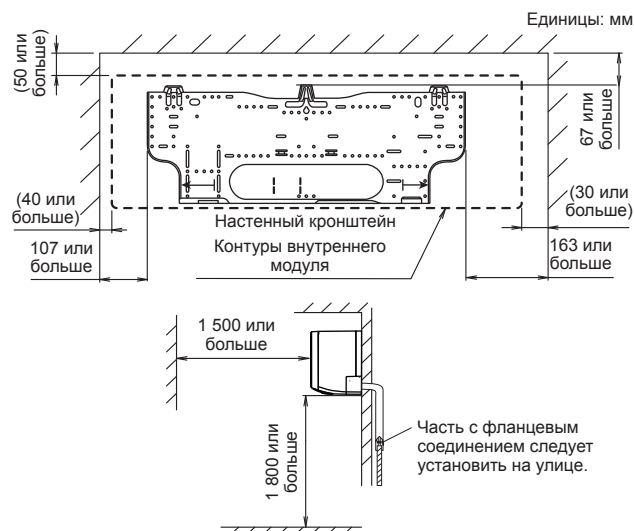 Единицы: мм
(50 или
больше)
67 или
больше
(40 или
больше)
107 или
больше
Настенный кронштейн
Контуры внутреннего
модуля
(30 или
больше)
163 или
больше
1 500 или
больше
1 800 или
больше
Часть с фланцевым
соединением следует
установить на улице.